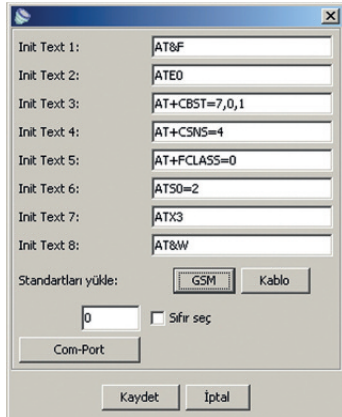 Init Text 1: AT&F
Init Text 2: ATE0
Init Text 3: AT+CBST=7,0,1
Init Text 4: AT+CSNS=4
Init Text 5: AT+FCLASS=0
Init Text 6: ATS0=2
Init Text 7: ATX3
Init Text 8: AT&W
Standartları yükle: GSM Kablo
0 Sıfır seç
Com-Port
Kaydet İptal